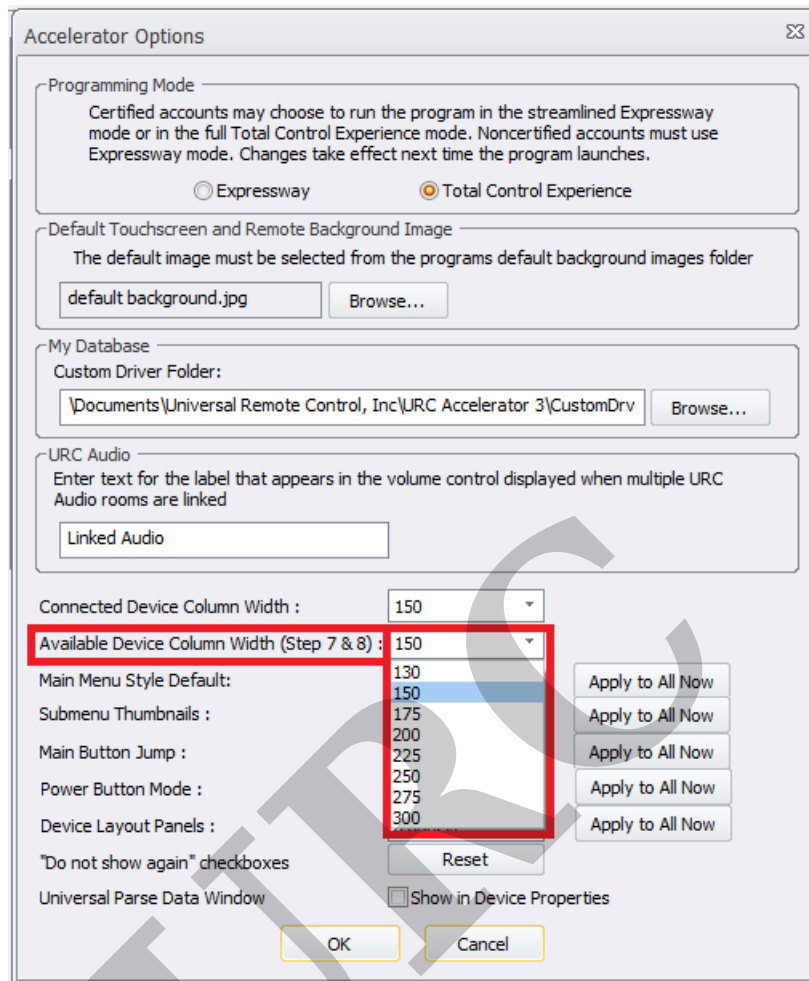 Accelerator Options
Programming Mode
Certified accounts may choose to run the program in the streamlined Expressway
mode or in the full Total Control Experience mode. Noncertified accounts must use
Expressway mode. Changes take effect next time the program launches.
Expressway Total Control Experience
Default Touchscreen and Remote Background Image
The default image must be selected from the programs default background images folder
default background.jpg Browse...
My Database
Custom Driver Folder:
\Documents\Universal Remote Control, Inc\URC Accelerator 3\CustomDrv Browse...
URC Audio
Enter text for the label that appears in the volume control displayed when multiple URC
Audio rooms are linked
Linked Audio
Connected Device Column Width : 150
Available Device Column Width (Step 7 & 8) : 150
130
Main Menu Style Default: 150 Apply to All Now
Submenu Thumbnails : 175 Apply to All Now
200
Main Button Jump : 225 Apply to All Now
250
Power Button Mode : 275 Apply to All Now
300
Device Layout Panels : Apply to All Now
"Do not show again" checkboxes Reset
Universal Parse Data Window Show in Device Properties
OK Cancel
URC